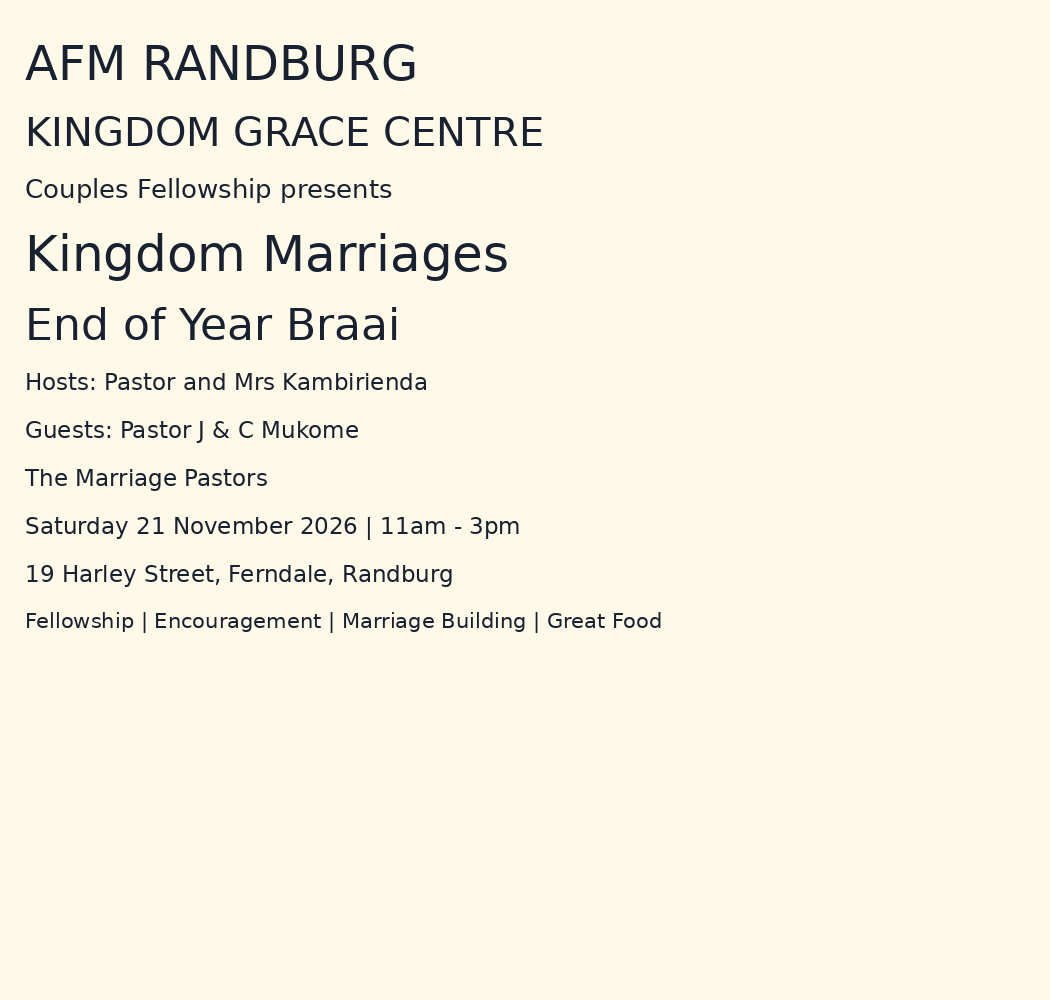 AFM RANDBURG
KINGDOM GRACE CENTRE
Couples Fellowship presents
Kingdom Marriages
End of Year Braai
Hosts: Pastor and Mrs Kambirienda
Guests: Pastor J & C Mukome
The Marriage Pastors
Saturday 21 November 2026 | 11am - 3pm
19 Harley Street, Ferndale, Randburg
Fellowship | Encouragement | Marriage Building | Great Food